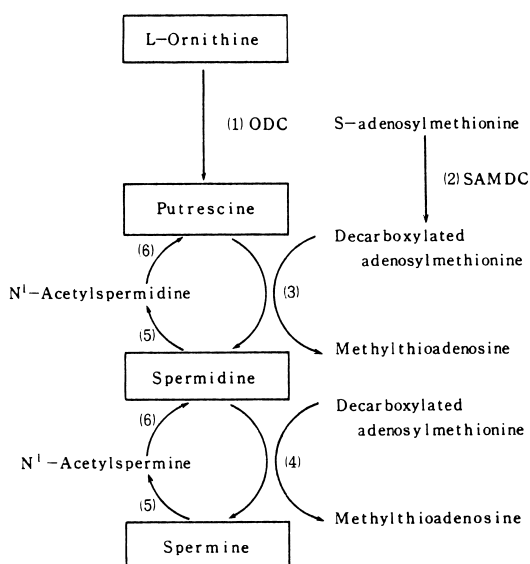 L-Ornithine
(1) ODC
S-adenosylmethionine
(2) SAMDC
Putrescine
Decarboxylated
adenosylmethionine
(6)
N¹-Acetylspermidine
(3)
(5)
Methylthioadenosine
Spermidine
Decarboxylated
adenosylmethionine
(6)
N¹-Acetylspermine
(4)
(5)
Methylthioadenosine
Spermine